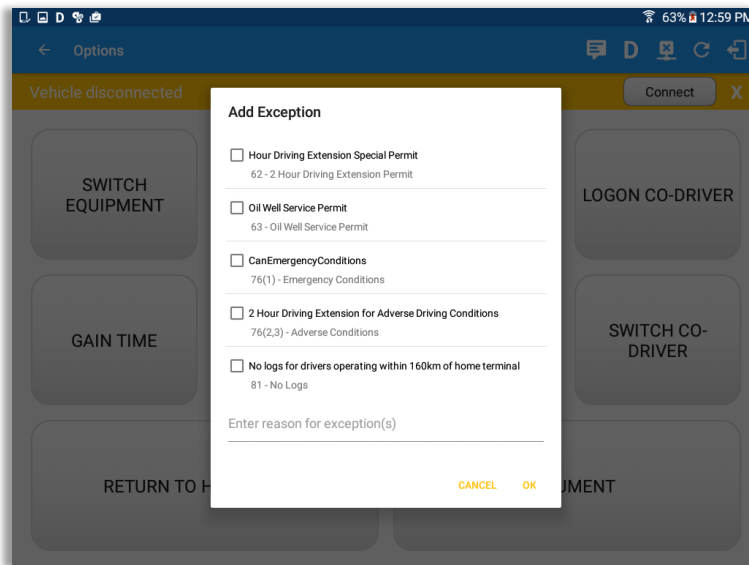 D 63% 12:59 PM
Options D
Vehicle disconnected Connect X
Add Exception
Hour Driving Extension Special Permit
62 - 2 Hour Driving Extension Permit
Oil Well Service Permit
63 - Oil Well Service Permit
CanEmergencyConditions
76(1) - Emergency Conditions
2 Hour Driving Extension for Adverse Driving Conditions
76(2,3) - Adverse Conditions
No logs for drivers operating within 160km of home terminal
81 - No Logs
Enter reason for exception(s)
CANCEL OK
SWITCH
EQUIPMENT
LOGON CO-DRIVER
GAIN TIME
SWITCH CO-
DRIVER
RETURN TO H
UMENT